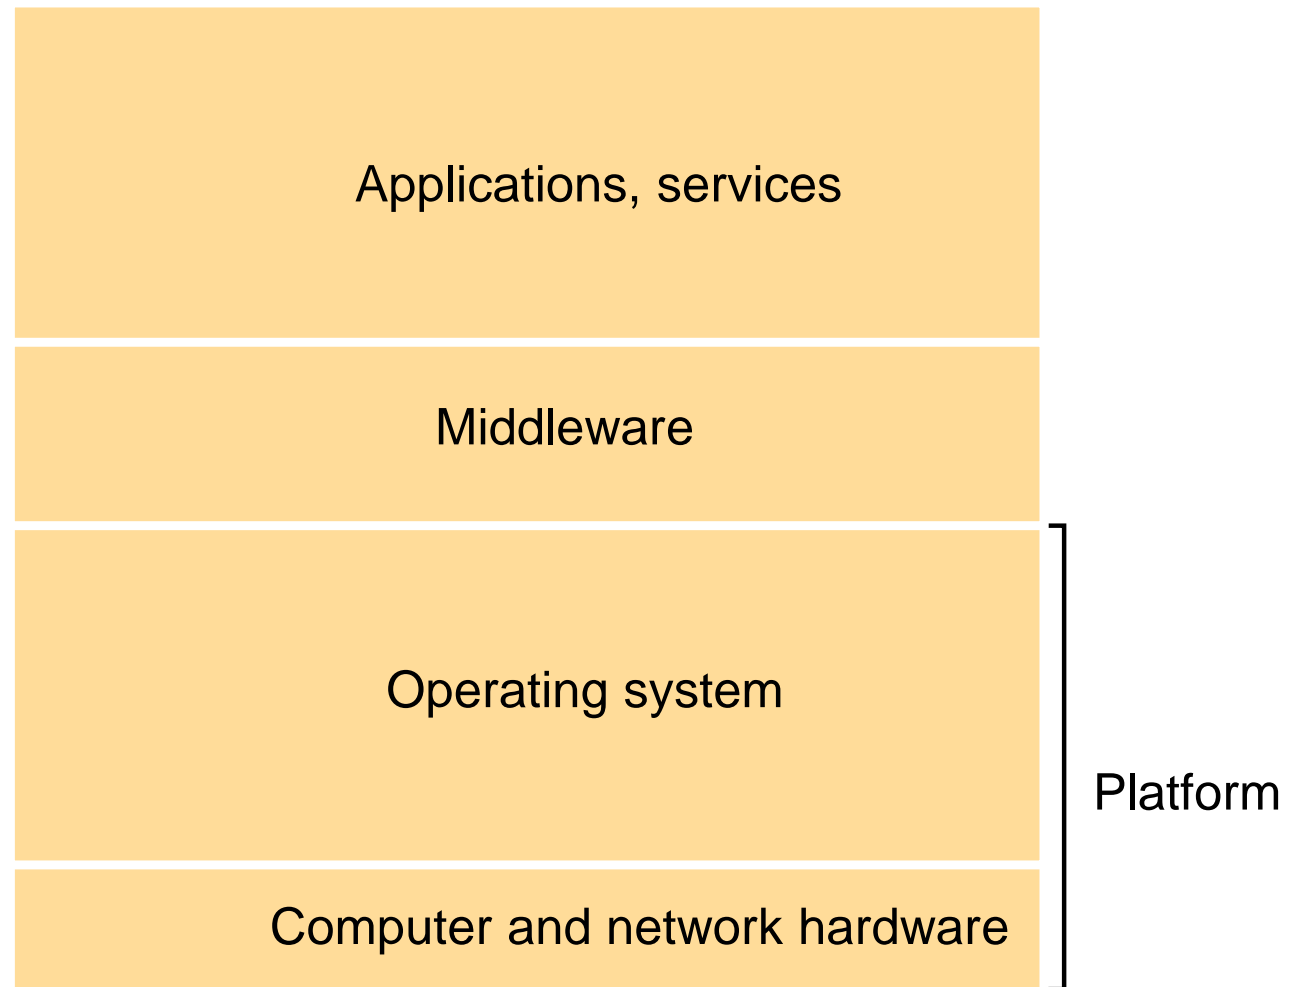 Applications, services
Middleware
Operating system
Platform
Computer and network hardware